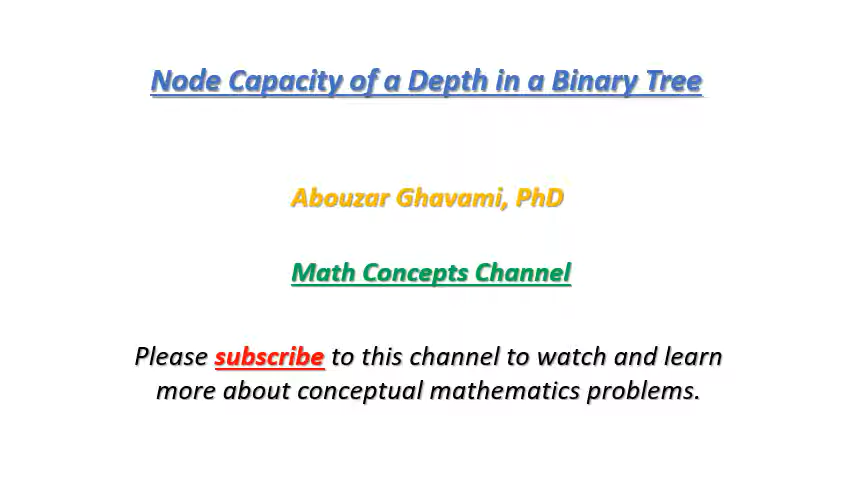 Node Capacity of a Depth in a Binary Tree
Abouzar Ghavami, PhD
Math Concepts Channel
Please subscribe to this channel to watch and learn
more about conceptual mathematics problems.